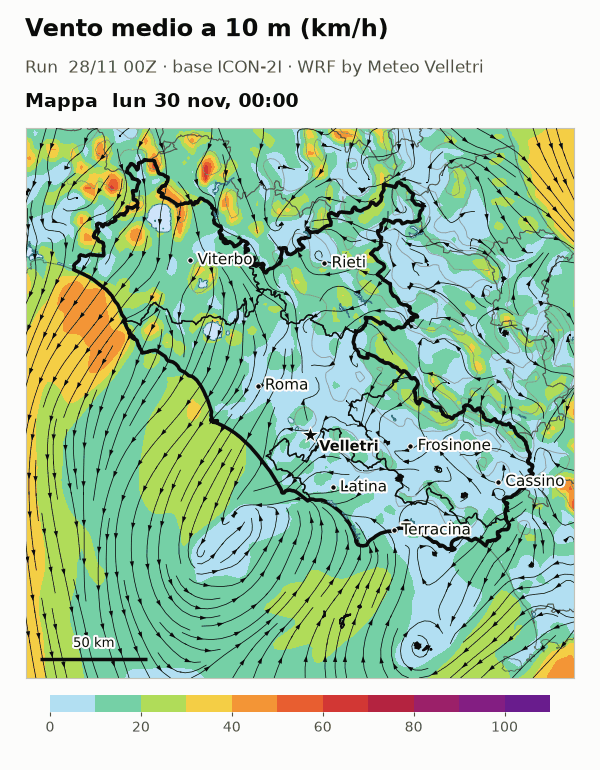 Vento medio a 10 m (km/h)
Run  28/11 00Z · base ICON-2I · WRF by Meteo Velletri
Mappa  lun 30 nov, 00:00
Viterbo
Rieti
Roma
Velletri
Frosinone
Cassino
Latina
Terracina
50 km
0 20 40 60 80 100